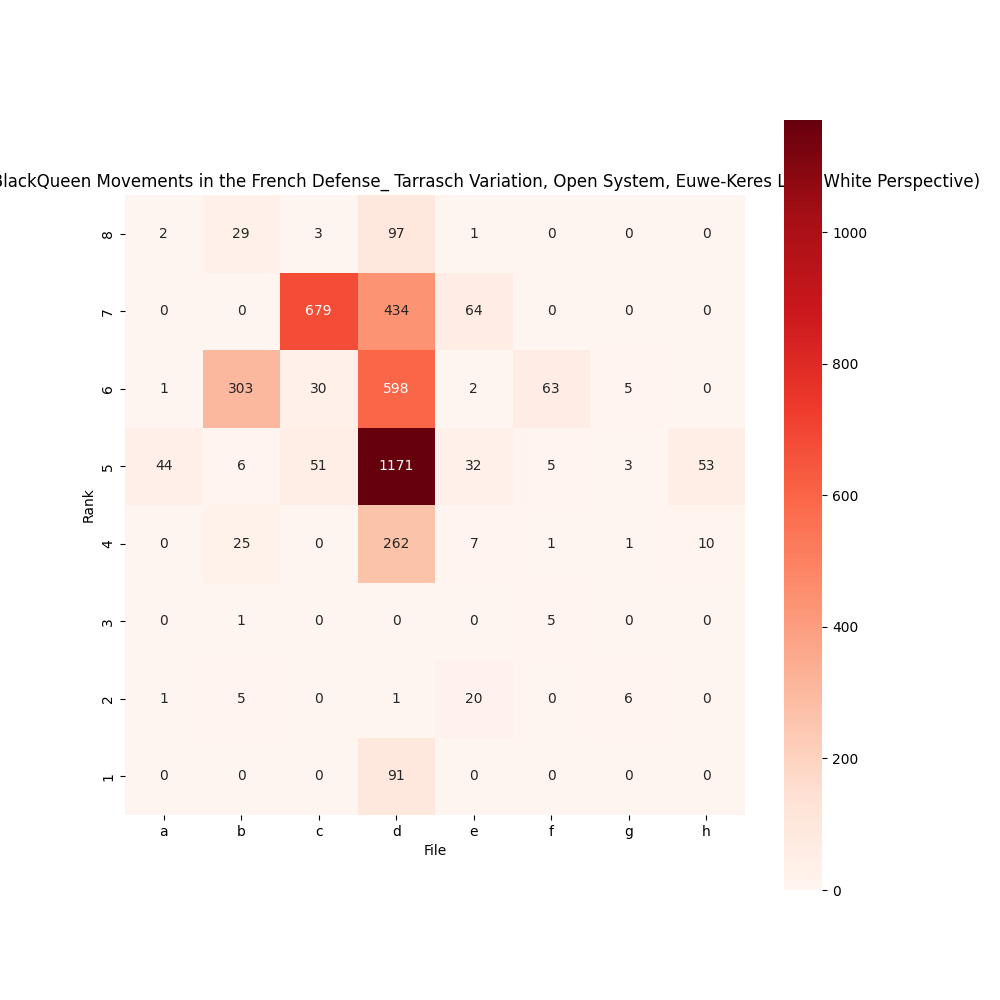 BlackQueen Movements in the French Defense_ Tarrasch Variation, Open System, Euwe-Keres L White Perspective)
8 2 29 3 97 1 0 0 0
7 0 0 679 434 64 0 0 0
6 1 303 30 598 2 63 5 0
5 44 6 51 1171 32 5 3 53
4 0 25 0 262 7 1 1 10
3 0 1 0 0 0 5 0 0
2 1 5 0 1 20 0 6 0
1 0 0 0 91 0 0 0 0
a b c d e f g h
Rank
File
1000
800
600
400
200
0